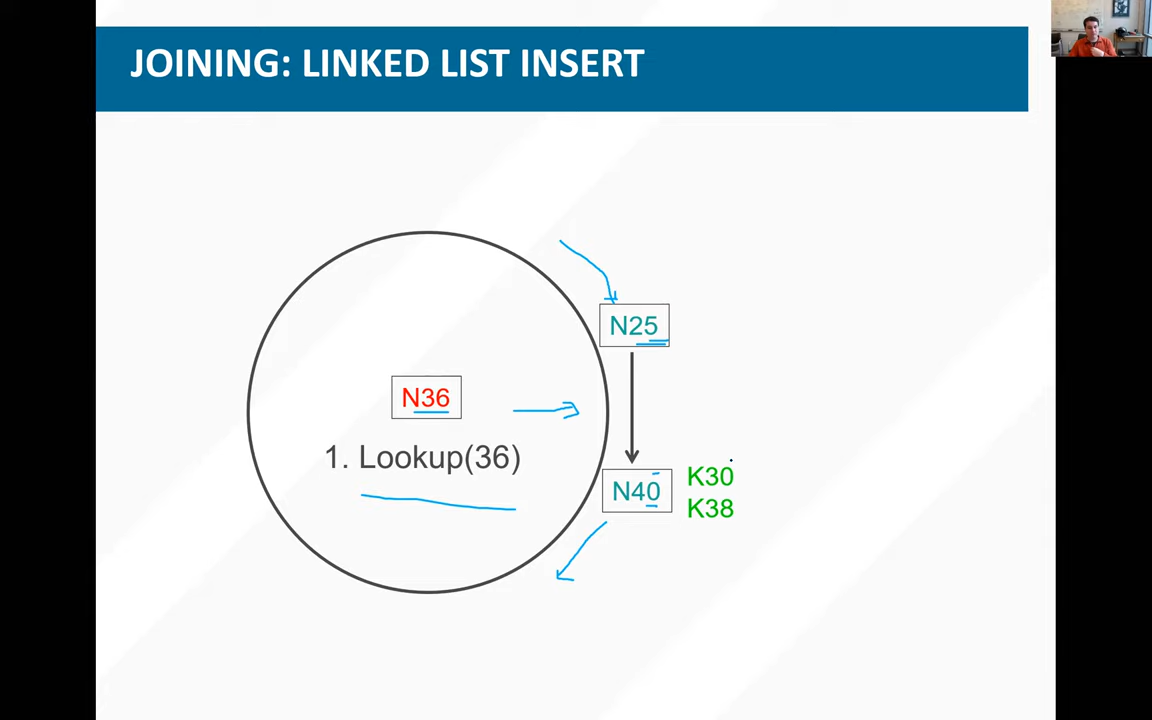 JOINING: LINKED LIST INSERT
N25
N36
1. Lookup(36)
N40
K30
K38